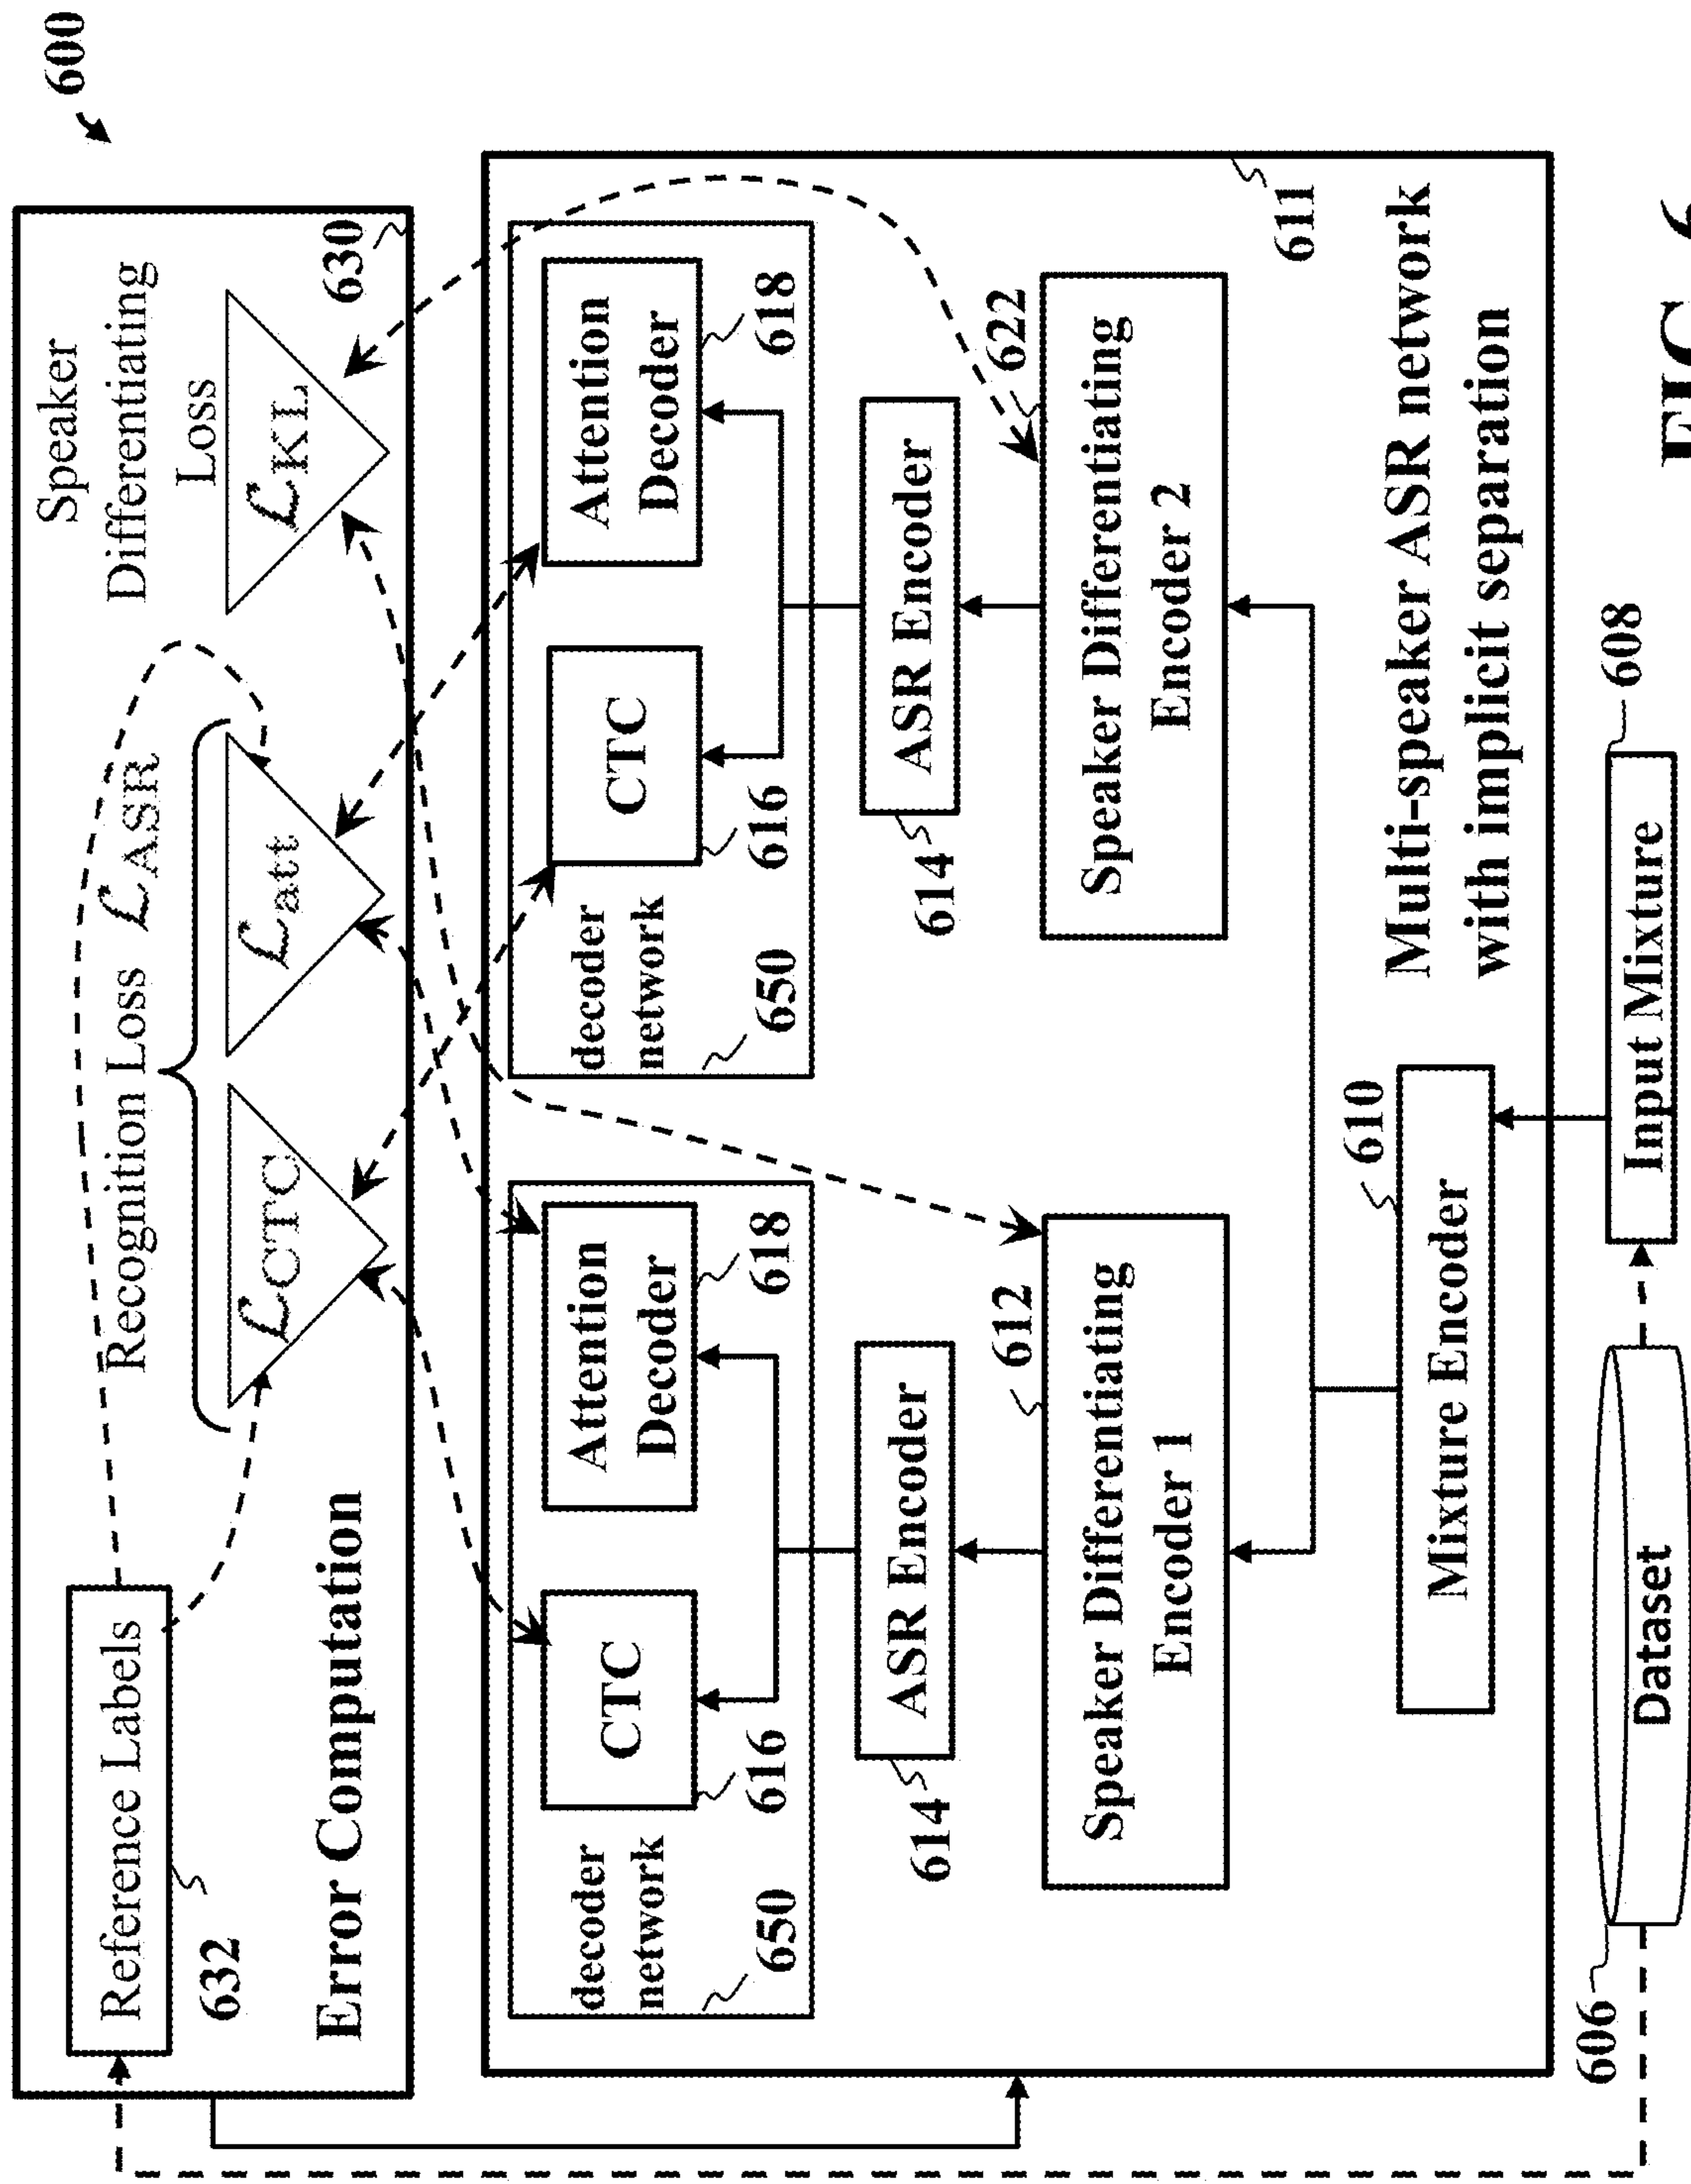 600
Reference Labels
632
Error Computation
Recognition Loss ℒASR
ℒCTC
ℒatt
Speaker
Differentiating
Loss
ℒKL
630
decoder
network
650
CTC
616
Attention
Decoder
618
decoder
network
650
CTC
616
Attention
Decoder
618
614
ASR Encoder
614
ASR Encoder
612
Speaker Differentiating
Encoder 1
622
Speaker Differentiating
Encoder 2
611
610
Mixture Encoder
Multi-speaker ASR network
with implicit separation
606
Dataset
Input Mixture
608
FIG. 6